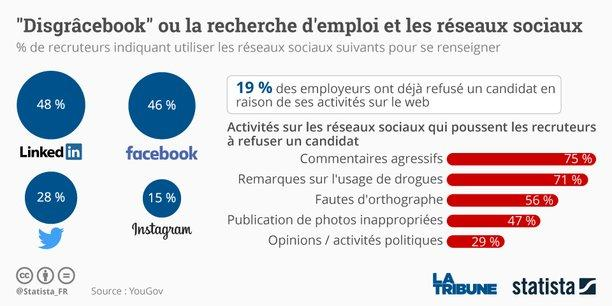 "Disgrâcebook" ou la recherche d'emploi et les réseaux sociaux
% de recruteurs indiquant utiliser les réseaux sociaux suivants pour se renseigner
48 %
LinkedIn
46 %
facebook
28 %
15 %
Instagram
19 % des employeurs ont déjà refusé un candidat en
raison de ses activités sur le web
Activités sur les réseaux sociaux qui poussent les recruteurs
à refuser un candidat
Commentaires agressifs 75 %
Remarques sur l'usage de drogues 71 %
Fautes d'orthographe 56 %
Publication de photos inappropriées 47 %
Opinions / activités politiques 29 %
cc
@Statista_FR
Source : YouGov
LA TRIBUNE
statista